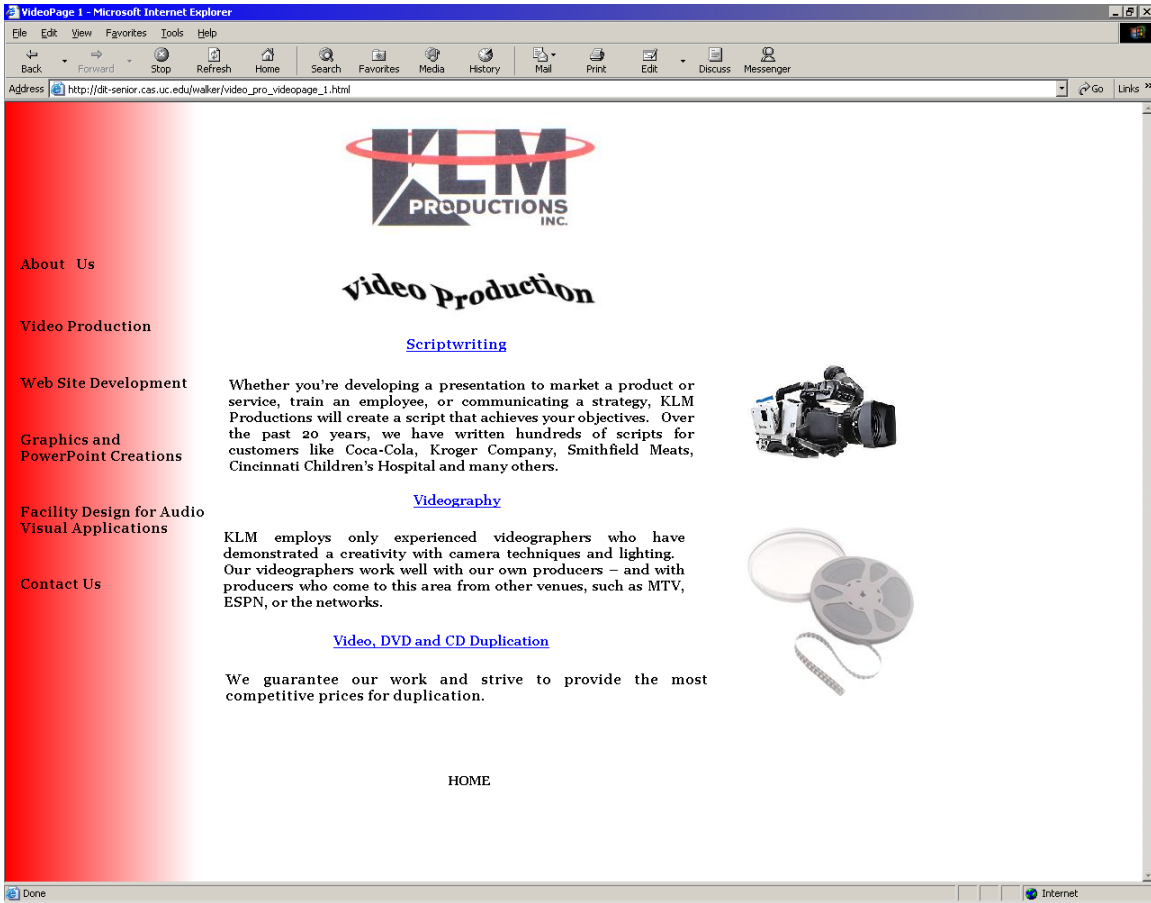 VideoPage 1 - Microsoft Internet Explorer
File Edit View Favorites Tools Help
Back Forward Stop Refresh Home Search Favorites Media History Mail Print Edit Discuss Messenger
Address http://dit-senior.cas.uc.edu/walker/video_pro_videopage_1.html Go Links »
KLM
PRODUCTIONS
INC.
About Us
Video Production
Web Site Development
Graphics and
PowerPoint Creations
Facility Design for Audio
Visual Applications
Contact Us
Video Production
Scriptwriting
Whether you're developing a presentation to market a product or
service, train an employee, or communicating a strategy, KLM
Productions will create a script that achieves your objectives. Over
the past 20 years, we have written hundreds of scripts for
customers like Coca-Cola, Kroger Company, Smithfield Meats,
Cincinnati Children's Hospital and many others.
Videography
KLM employs only experienced videographers who have
demonstrated a creativity with camera techniques and lighting.
Our videographers work well with our own producers – and with
producers who come to this area from other venues, such as MTV,
ESPN, or the networks.
Video, DVD and CD Duplication
We guarantee our work and strive to provide the most
competitive prices for duplication.
HOME
Done Internet